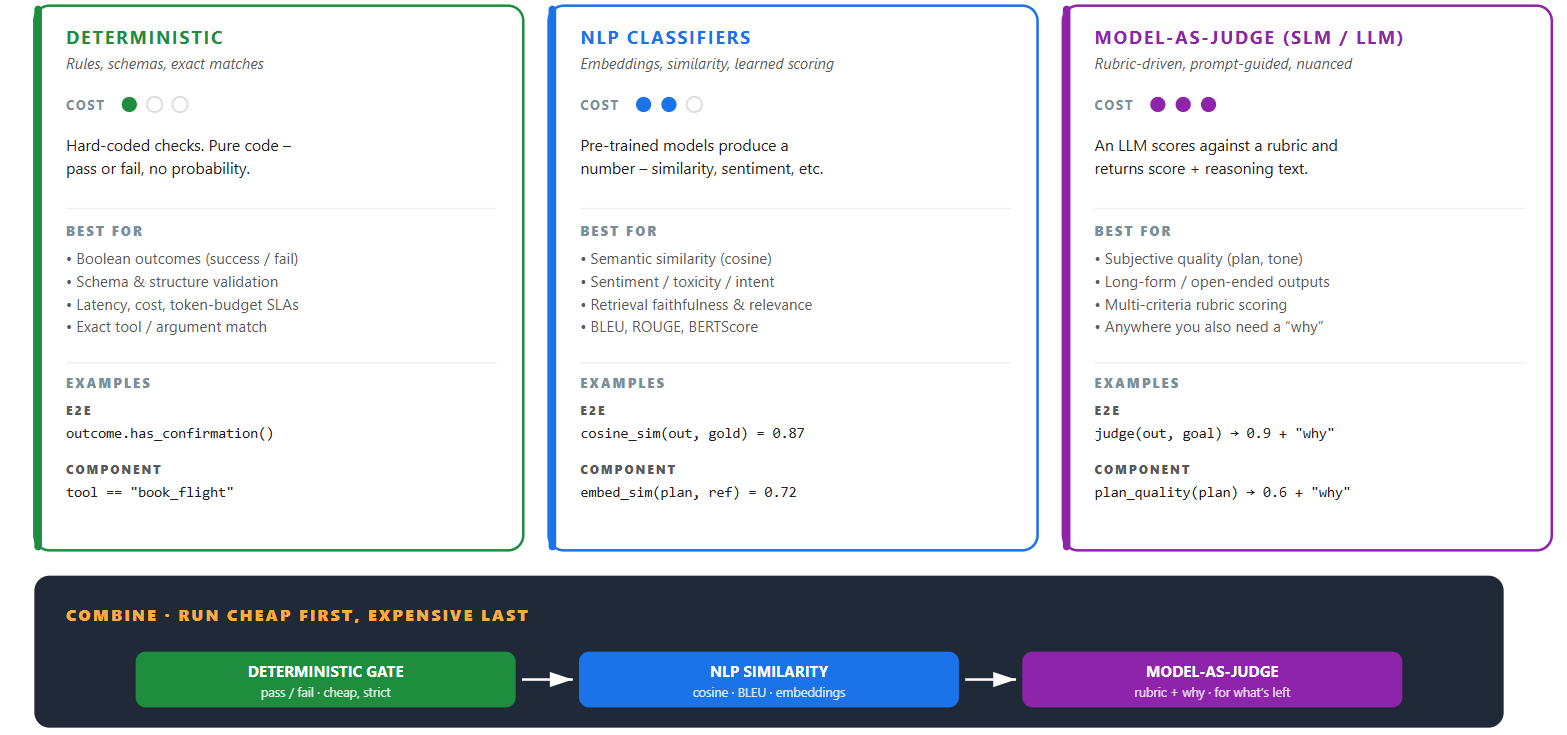 DETERMINISTIC
Rules, schemas, exact matches
COST
Hard-coded checks. Pure code –
pass or fail, no probability.
BEST FOR
• Boolean outcomes (success / fail)
• Schema & structure validation
• Latency, cost, token-budget SLAs
• Exact tool / argument match
EXAMPLES
E2E
outcome.has_confirmation()
COMPONENT
tool == "book_flight"
NLP CLASSIFIERS
Embeddings, similarity, learned scoring
COST
Pre-trained models produce a
number – similarity, sentiment, etc.
BEST FOR
• Semantic similarity (cosine)
• Sentiment / toxicity / intent
• Retrieval faithfulness & relevance
• BLEU, ROUGE, BERTScore
EXAMPLES
E2E
cosine_sim(out, gold) = 0.87
COMPONENT
embed_sim(plan, ref) = 0.72
MODEL-AS-JUDGE (SLM / LLM)
Rubric-driven, prompt-guided, nuanced
COST
An LLM scores against a rubric and
returns score + reasoning text.
BEST FOR
• Subjective quality (plan, tone)
• Long-form / open-ended outputs
• Multi-criteria rubric scoring
• Anywhere you also need a “why”
EXAMPLES
E2E
judge(out, goal) → 0.9 + "why"
COMPONENT
plan_quality(plan) → 0.6 + "why"
COMBINE · RUN CHEAP FIRST, EXPENSIVE LAST
DETERMINISTIC GATE
pass / fail · cheap, strict
NLP SIMILARITY
cosine · BLEU · embeddings
MODEL-AS-JUDGE
rubric + why · for what's left